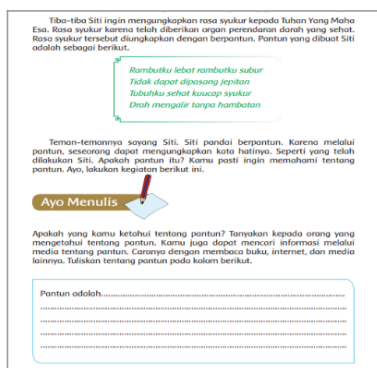 Tiba-tiba Siti ingin mengungkapkan rasa syukur kepada Tuhan Yang Maha
Esa. Rasa syukur karena telah diberikan organ perendaran darah yang sehat.
Rasa syukur tersebut diungkapkan dengan berpantun. Pantun yang dibuat Siti
adalah sebagai berikut.
Rambutku lebat rambutku subur
Tidak dapat dipasang jepitan
Tubuhku sehat kuucap syukur
Drah mengalir tanpa hambatan
Teman-temannya sayang Siti. Siti pandai berpantun. Karena melalui
pantun, seseorang dapat mengungkapkan kata hatinya. Seperti yang telah
dilakukan Siti. Apakah pantun itu? Kamu pasti ingin memahami tentang
pantun. Ayo, lakukan kegiatan berikut ini.
Ayo Menulis
Apakah yang kamu ketahui tentang pantun? Tanyakan kepada orang yang
mengetahui tentang pantun. Kamu juga dapat mencari informasi melalui
media tentang pantun. Caranya dengan membaca buku, internet, dan media
lainnya. Tuliskan tentang pantun pada kolom berikut.
Pantun adalah